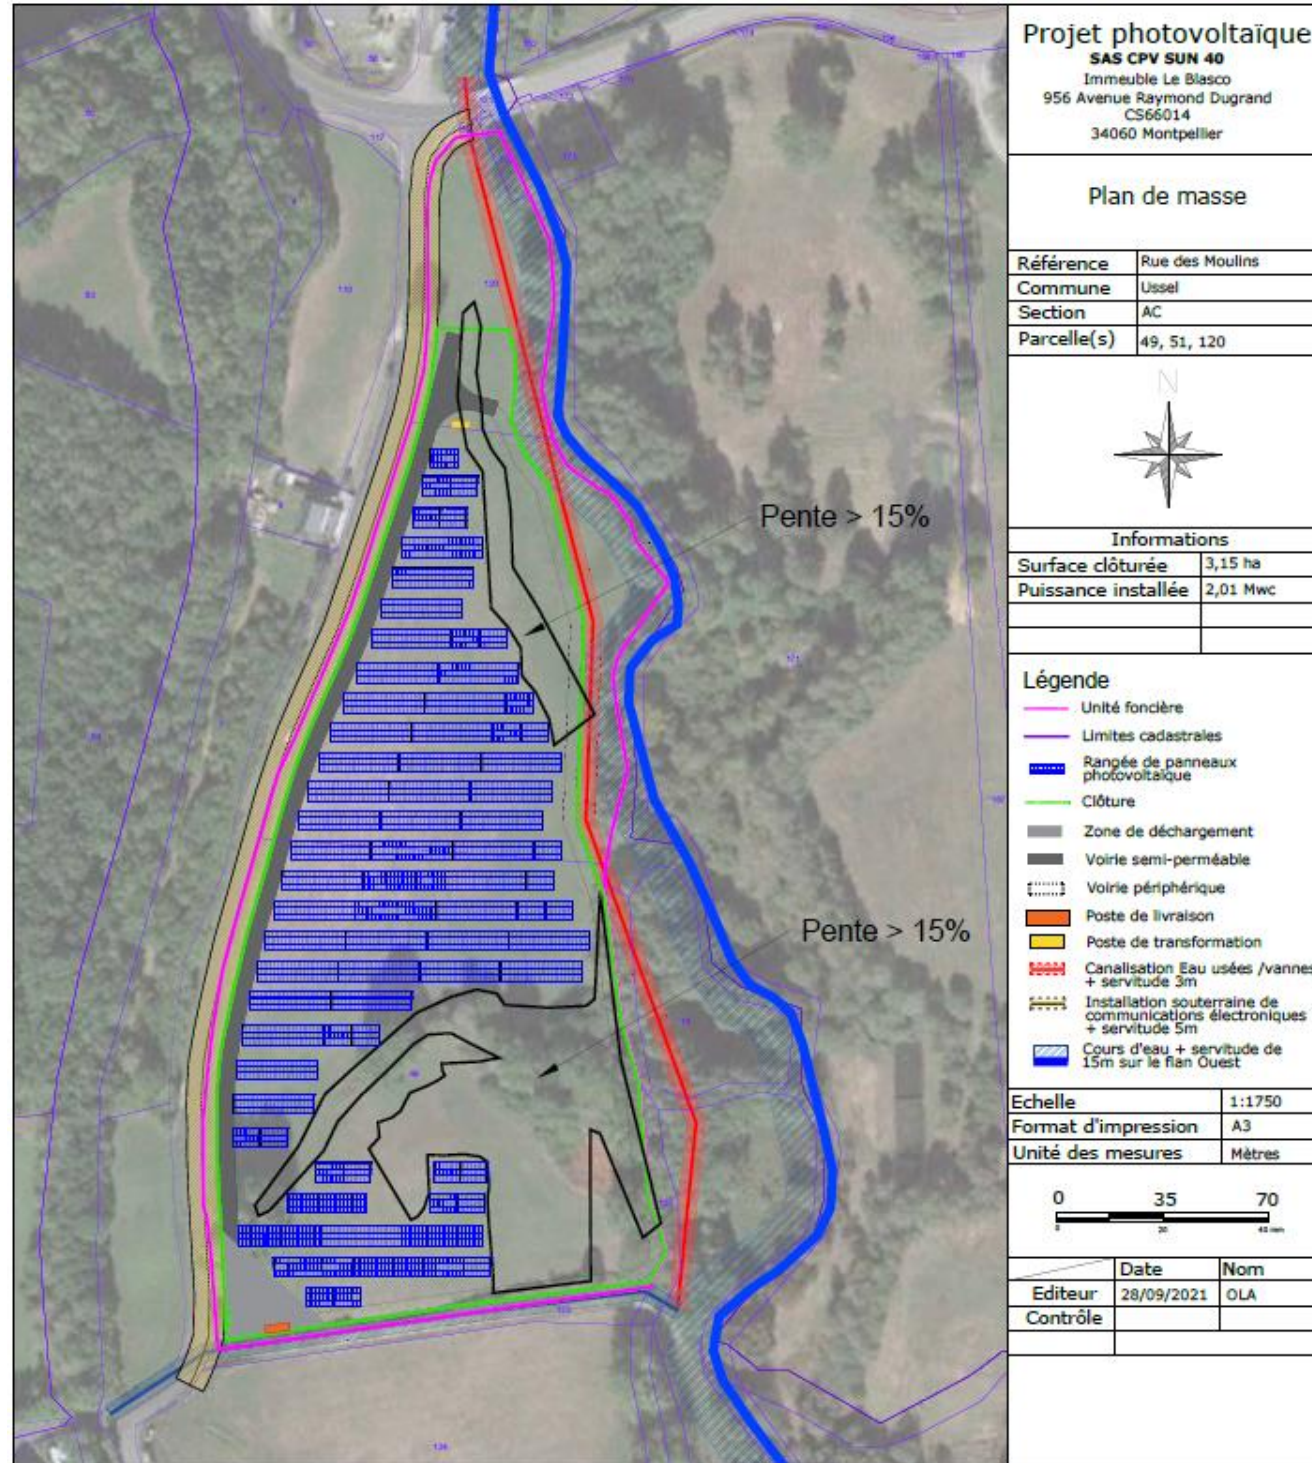 Projet photovoltaïque
SAS CPV SUN 40
Immeuble Le Blasco
956 Avenue Raymond Dugrand
CS66014
34060 Montpellier
Plan de masse
Référence Rue des Moulins
Commune Ussel
Section AC
Parcelle(s) 49, 51, 120
N
Informations
Surface clôturée 3,15 ha
Puissance installée 2,01 Mwc
Légende
Unité foncière
Limites cadastrales
Rangée de panneaux
photovoltaïque
Clôture
Zone de déchargement
Voirie semi-perméable
Voirie périphérique
Poste de livraison
Poste de transformation
Canalisation Eau usées /vannes
+ servitude 3m
Installation souterraine de
communications électroniques
+ servitude 5m
Cours d'eau + servitude de
15m sur le flan Ouest
Echelle 1:1750
Format d'impression A3
Unité des mesures Mètres
0 35 70
Date Nom
Editeur 28/09/2021 OLA
Contrôle
Pente > 15%
Pente > 15%